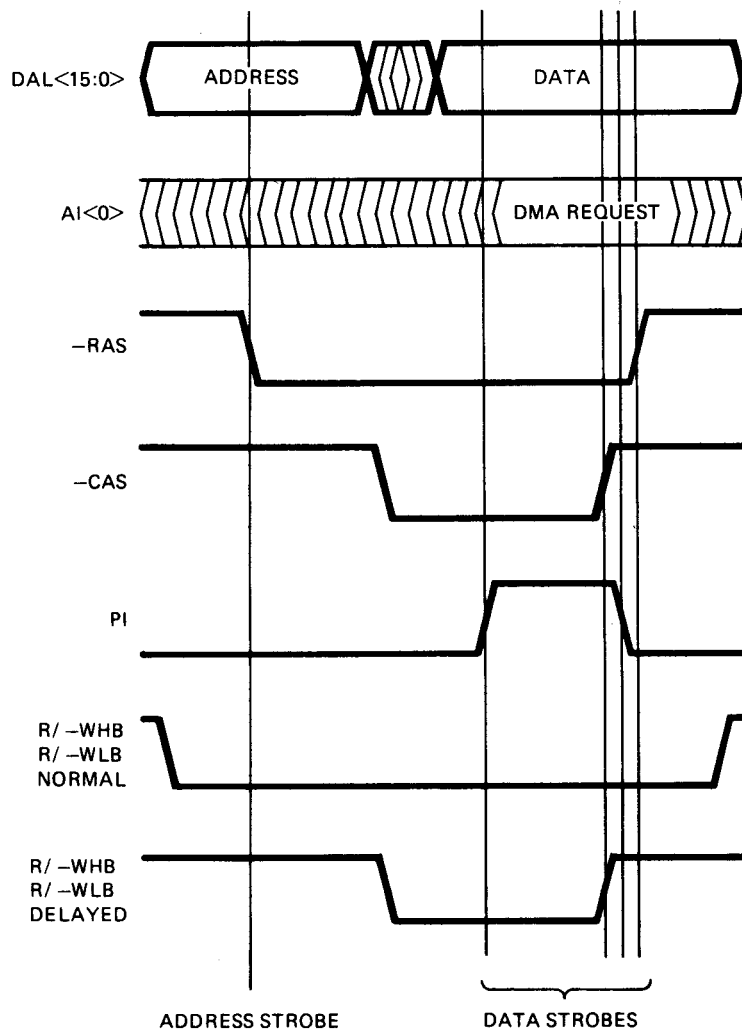 DAL<15:0>
ADDRESS
DATA
AI<0>
DMA REQUEST
–RAS
–CAS
PI
R/ –WHB
R/ –WLB
NORMAL
R/ –WHB
R/ –WLB
DELAYED
ADDRESS STROBE
DATA STROBES